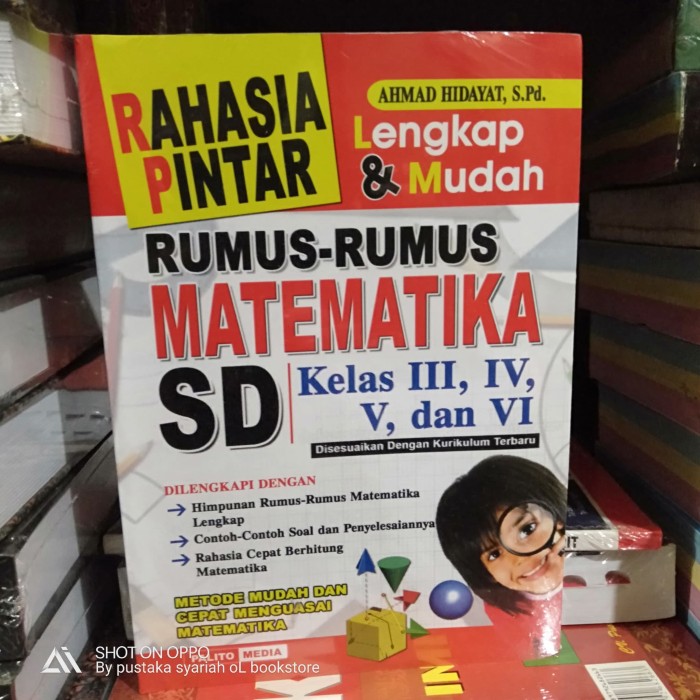 RAHASIA
PINTAR
AHMAD HIDAYAT, S.Pd.
Lengkap
& Mudah
RUMUS-RUMUS
MATEMATIKA
SD
Kelas III, IV,
V, dan VI
Disesuaikan Dengan Kurikulum Terbaru
DILENGKAPI DENGAN
Himpunan Rumus-Rumus Matematika
Lengkap
Contoh-Contoh Soal dan Penyelesaiannya
Rahasia Cepat Berhitung
Matematika
METODE MUDAH DAN
CEPAT MENGUASAI
MATEMATIKA
PALITO MEDIA
SHOT ON OPPO
By pustaka syariah oL bookstore